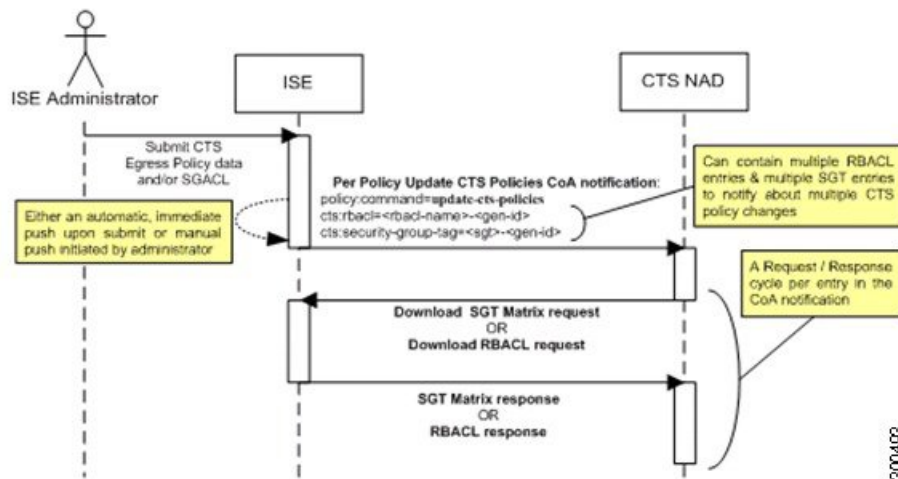 ISE Administrator
ISE
CTS NAD
Submit CTS
Egress Policy data
and/or SGACL
Either an automatic, immediate
push upon submit or manual
push initiated by administrator
Per Policy Update CTS Policies CoA notification:
policy:command=update-cts-policies
cts:rbacl=<rbacl-name>-<gen-id>
cts:security-group-tag=<sgt>-<gen-id>
Can contain multiple RBACL
entries & multiple SGT entries
to notify about multiple CTS
policy changes
A Request / Response
cycle per entry in the
CoA notification
Download SGT Matrix request
OR
Download RBACL request
SGT Matrix response
OR
RBACL response
300493